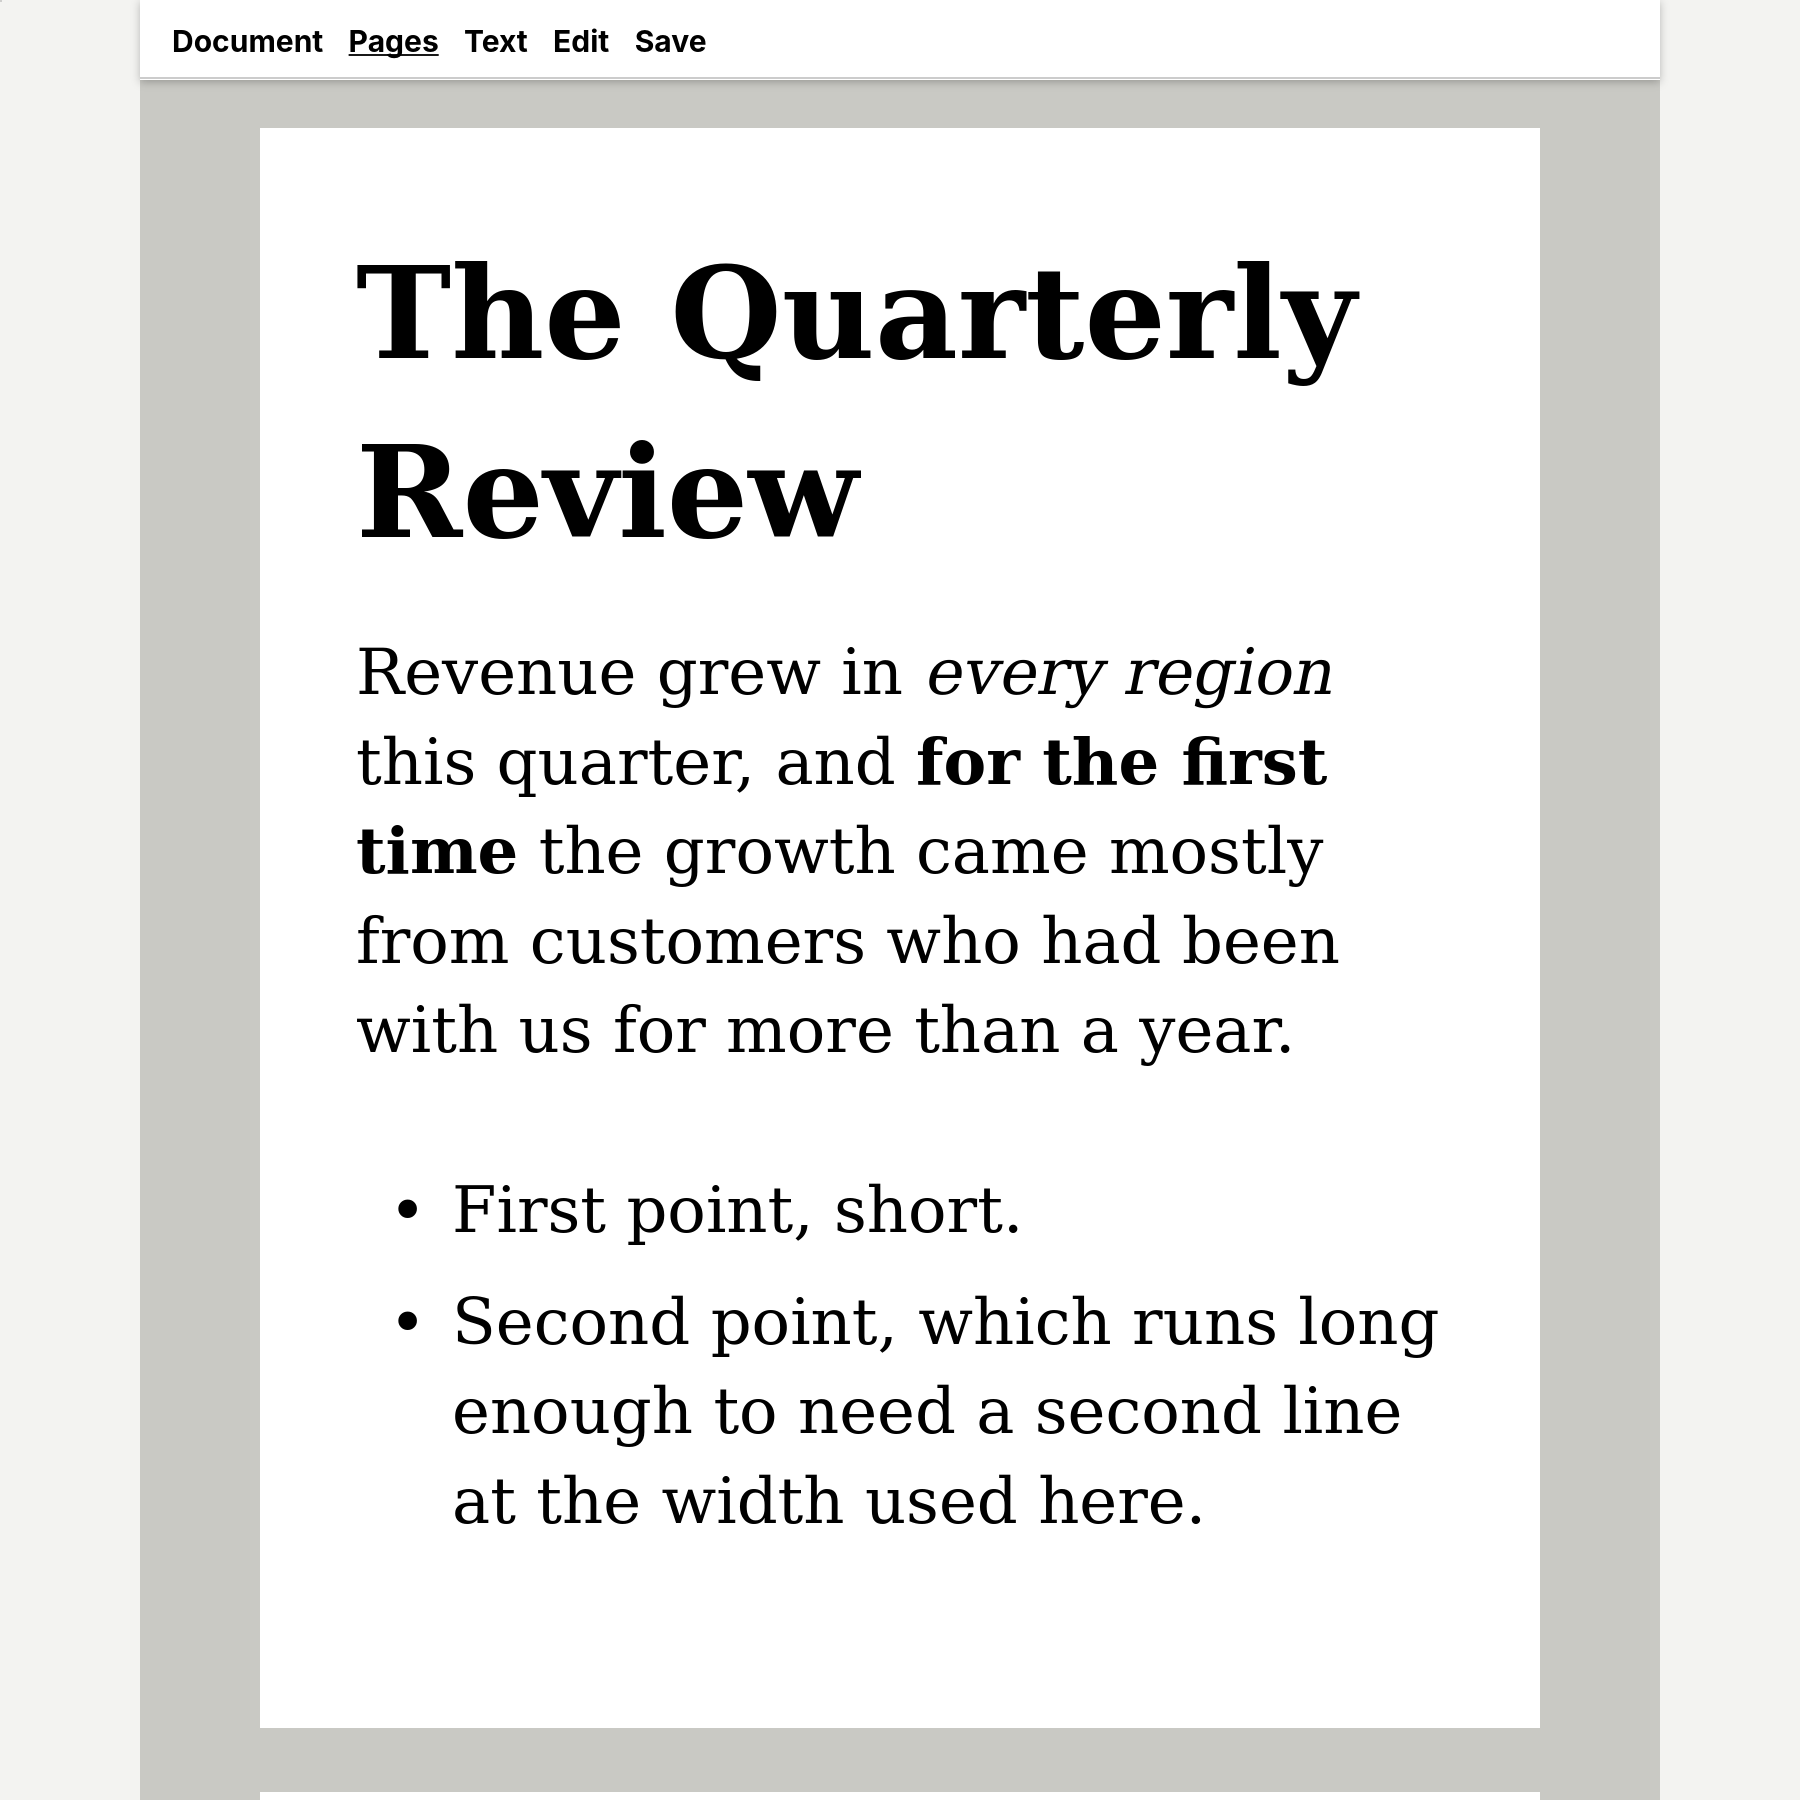 Document Pages Text Edit Save
The Quarterly
Review
Revenue grew in every region
this quarter, and for the first
time the growth came mostly
from customers who had been
with us for more than a year.
• First point, short.
• Second point, which runs long
enough to need a second line
at the width used here.